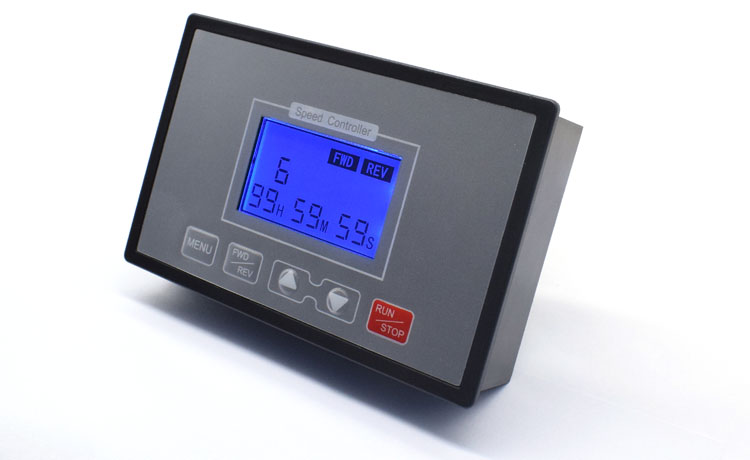 Speed Controller
FWD REV
6
99H 59M 59S
MENU
FWD
REV
RUN
STOP